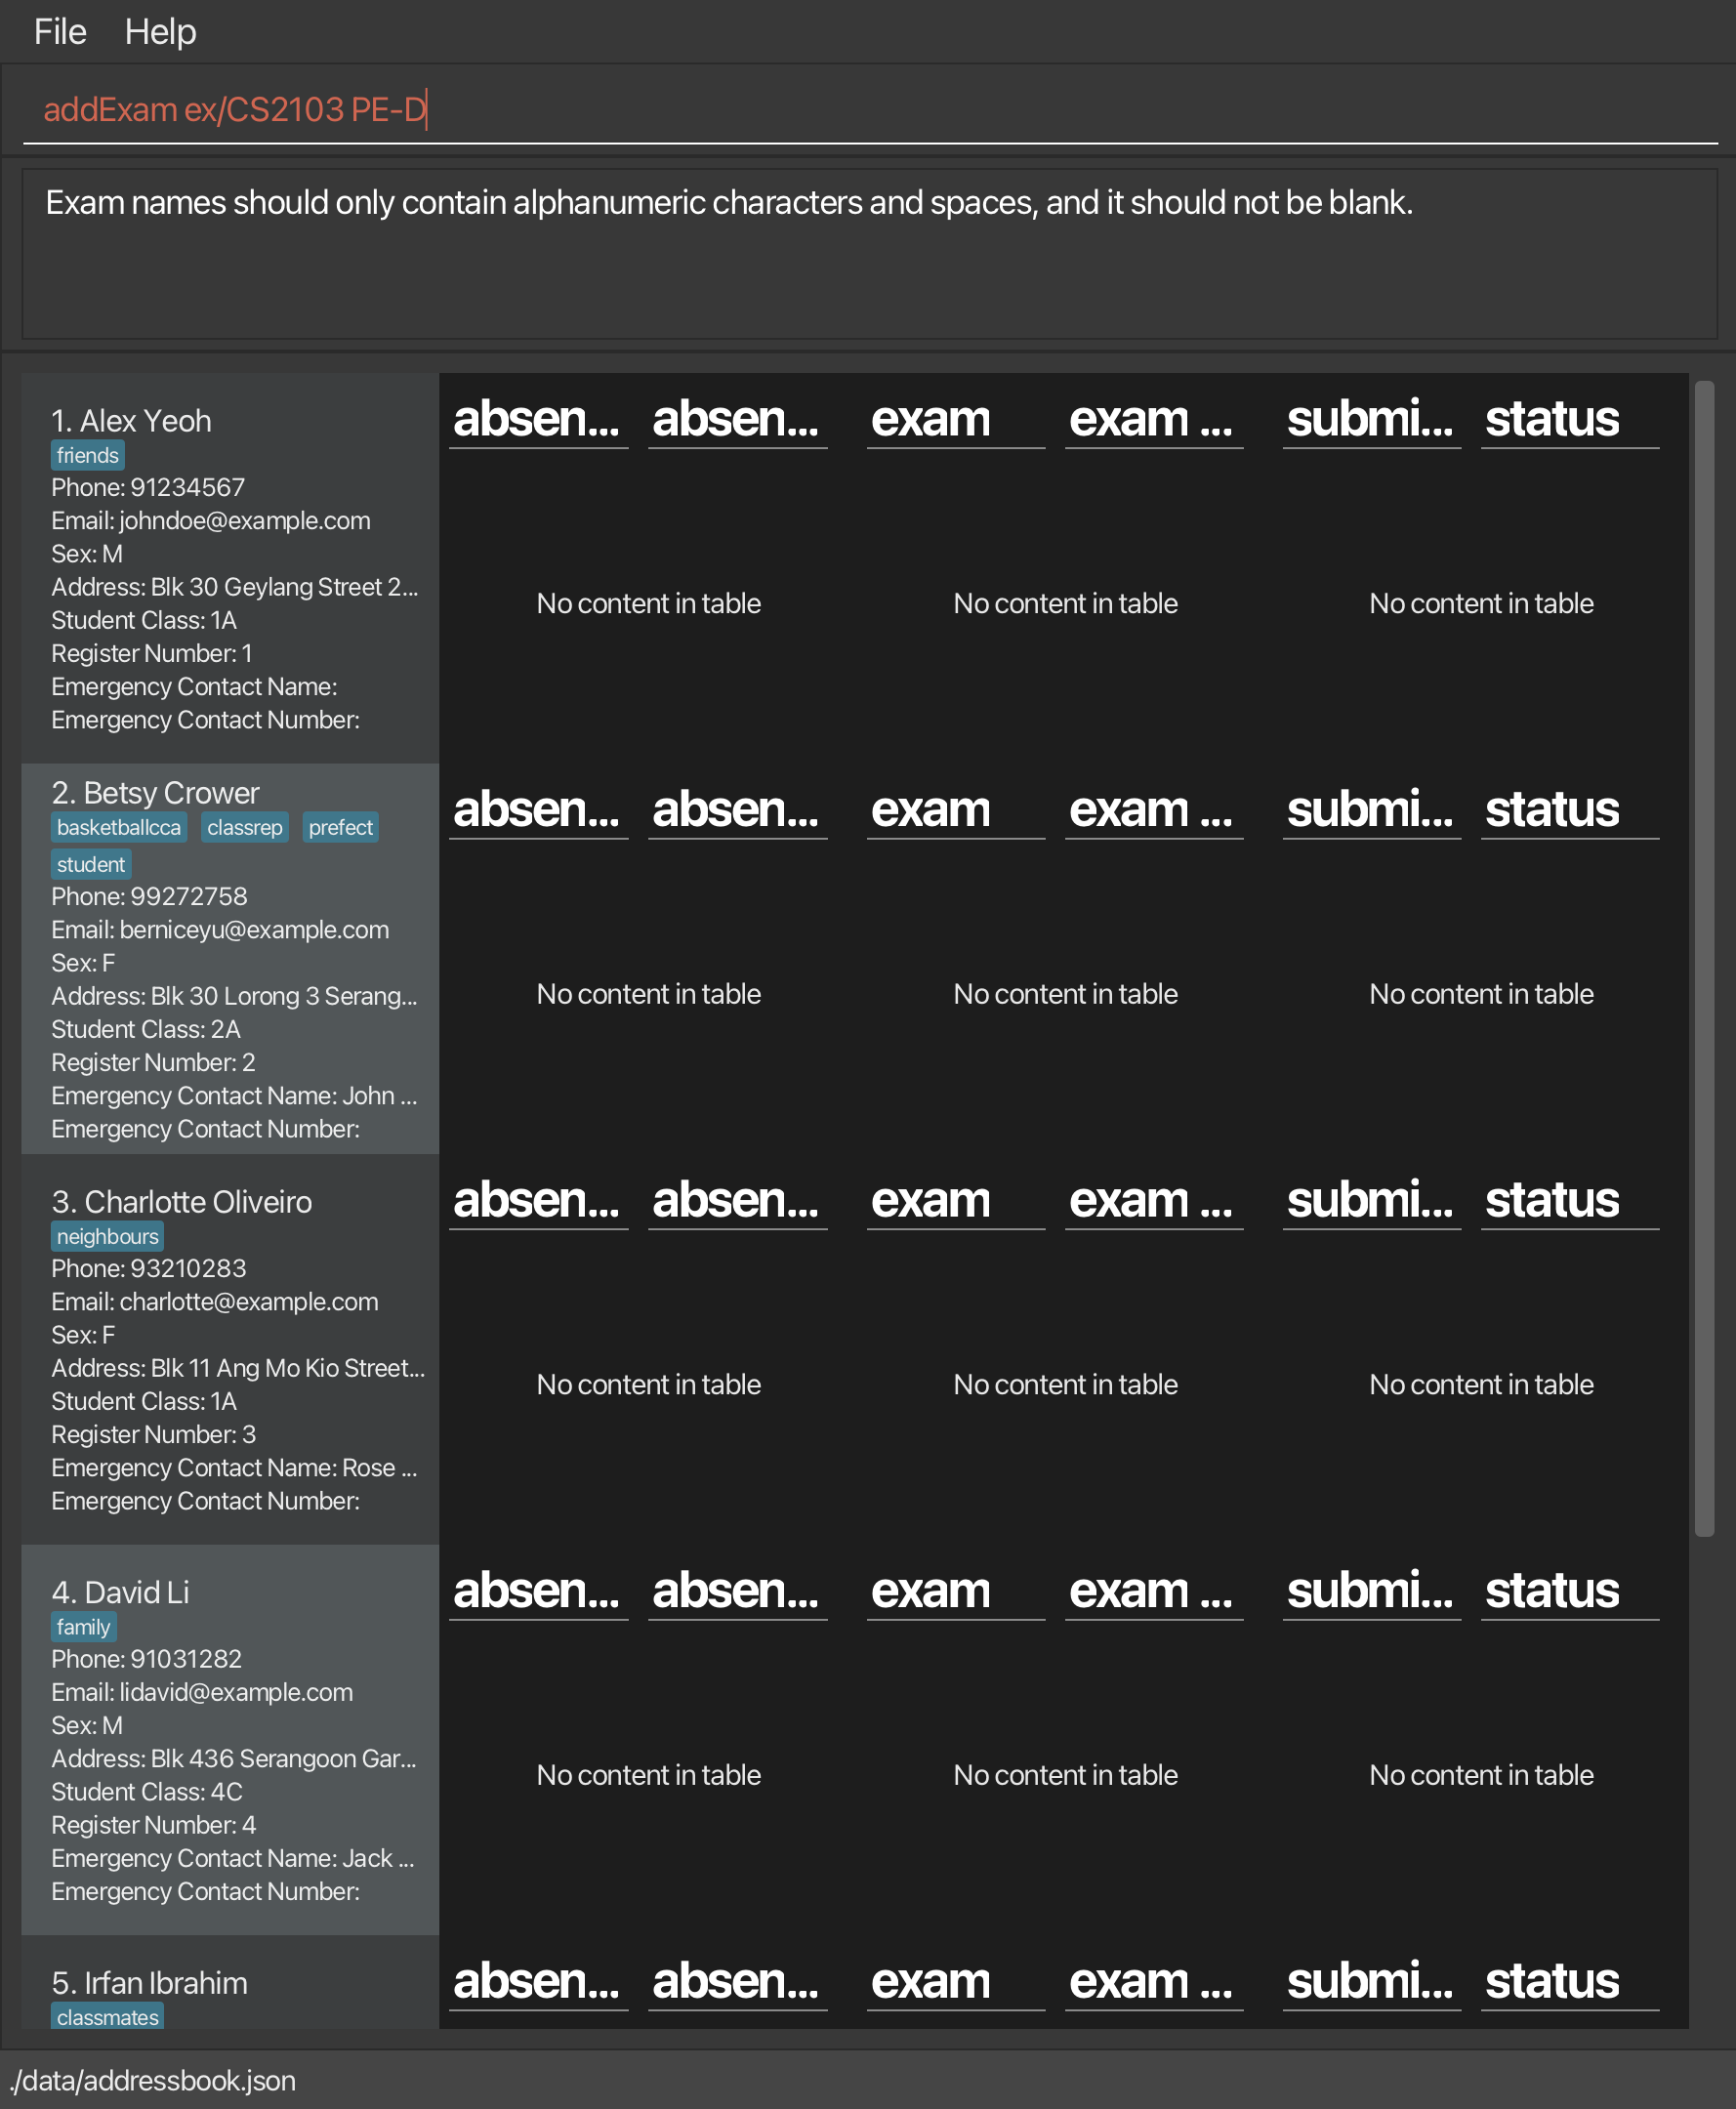 File Help
addExam ex/CS2103 PE-D
Exam names should only contain alphanumeric characters and spaces, and it should not be blank.
1. Alex Yeoh
friends
Phone: 91234567
Email: johndoe@example.com
Sex: M
Address: Blk 30 Geylang Street 2...
Student Class: 1A
Register Number: 1
Emergency Contact Name:
Emergency Contact Number:
absen... absen... exam exam ... submi... status
No content in table No content in table No content in table
2. Betsy Crower
basketballcca classrep prefect
student
Phone: 99272758
Email: berniceyu@example.com
Sex: F
Address: Blk 30 Lorong 3 Serang...
Student Class: 2A
Register Number: 2
Emergency Contact Name: John ...
Emergency Contact Number:
absen... absen... exam exam ... submi... status
No content in table No content in table No content in table
3. Charlotte Oliveiro
neighbours
Phone: 93210283
Email: charlotte@example.com
Sex: F
Address: Blk 11 Ang Mo Kio Street...
Student Class: 1A
Register Number: 3
Emergency Contact Name: Rose ...
Emergency Contact Number:
absen... absen... exam exam ... submi... status
No content in table No content in table No content in table
4. David Li
family
Phone: 91031282
Email: lidavid@example.com
Sex: M
Address: Blk 436 Serangoon Gar...
Student Class: 4C
Register Number: 4
Emergency Contact Name: Jack ...
Emergency Contact Number:
absen... absen... exam exam ... submi... status
No content in table No content in table No content in table
5. Irfan Ibrahim
classmates
absen... absen... exam exam ... submi... status
./data/addressbook.json